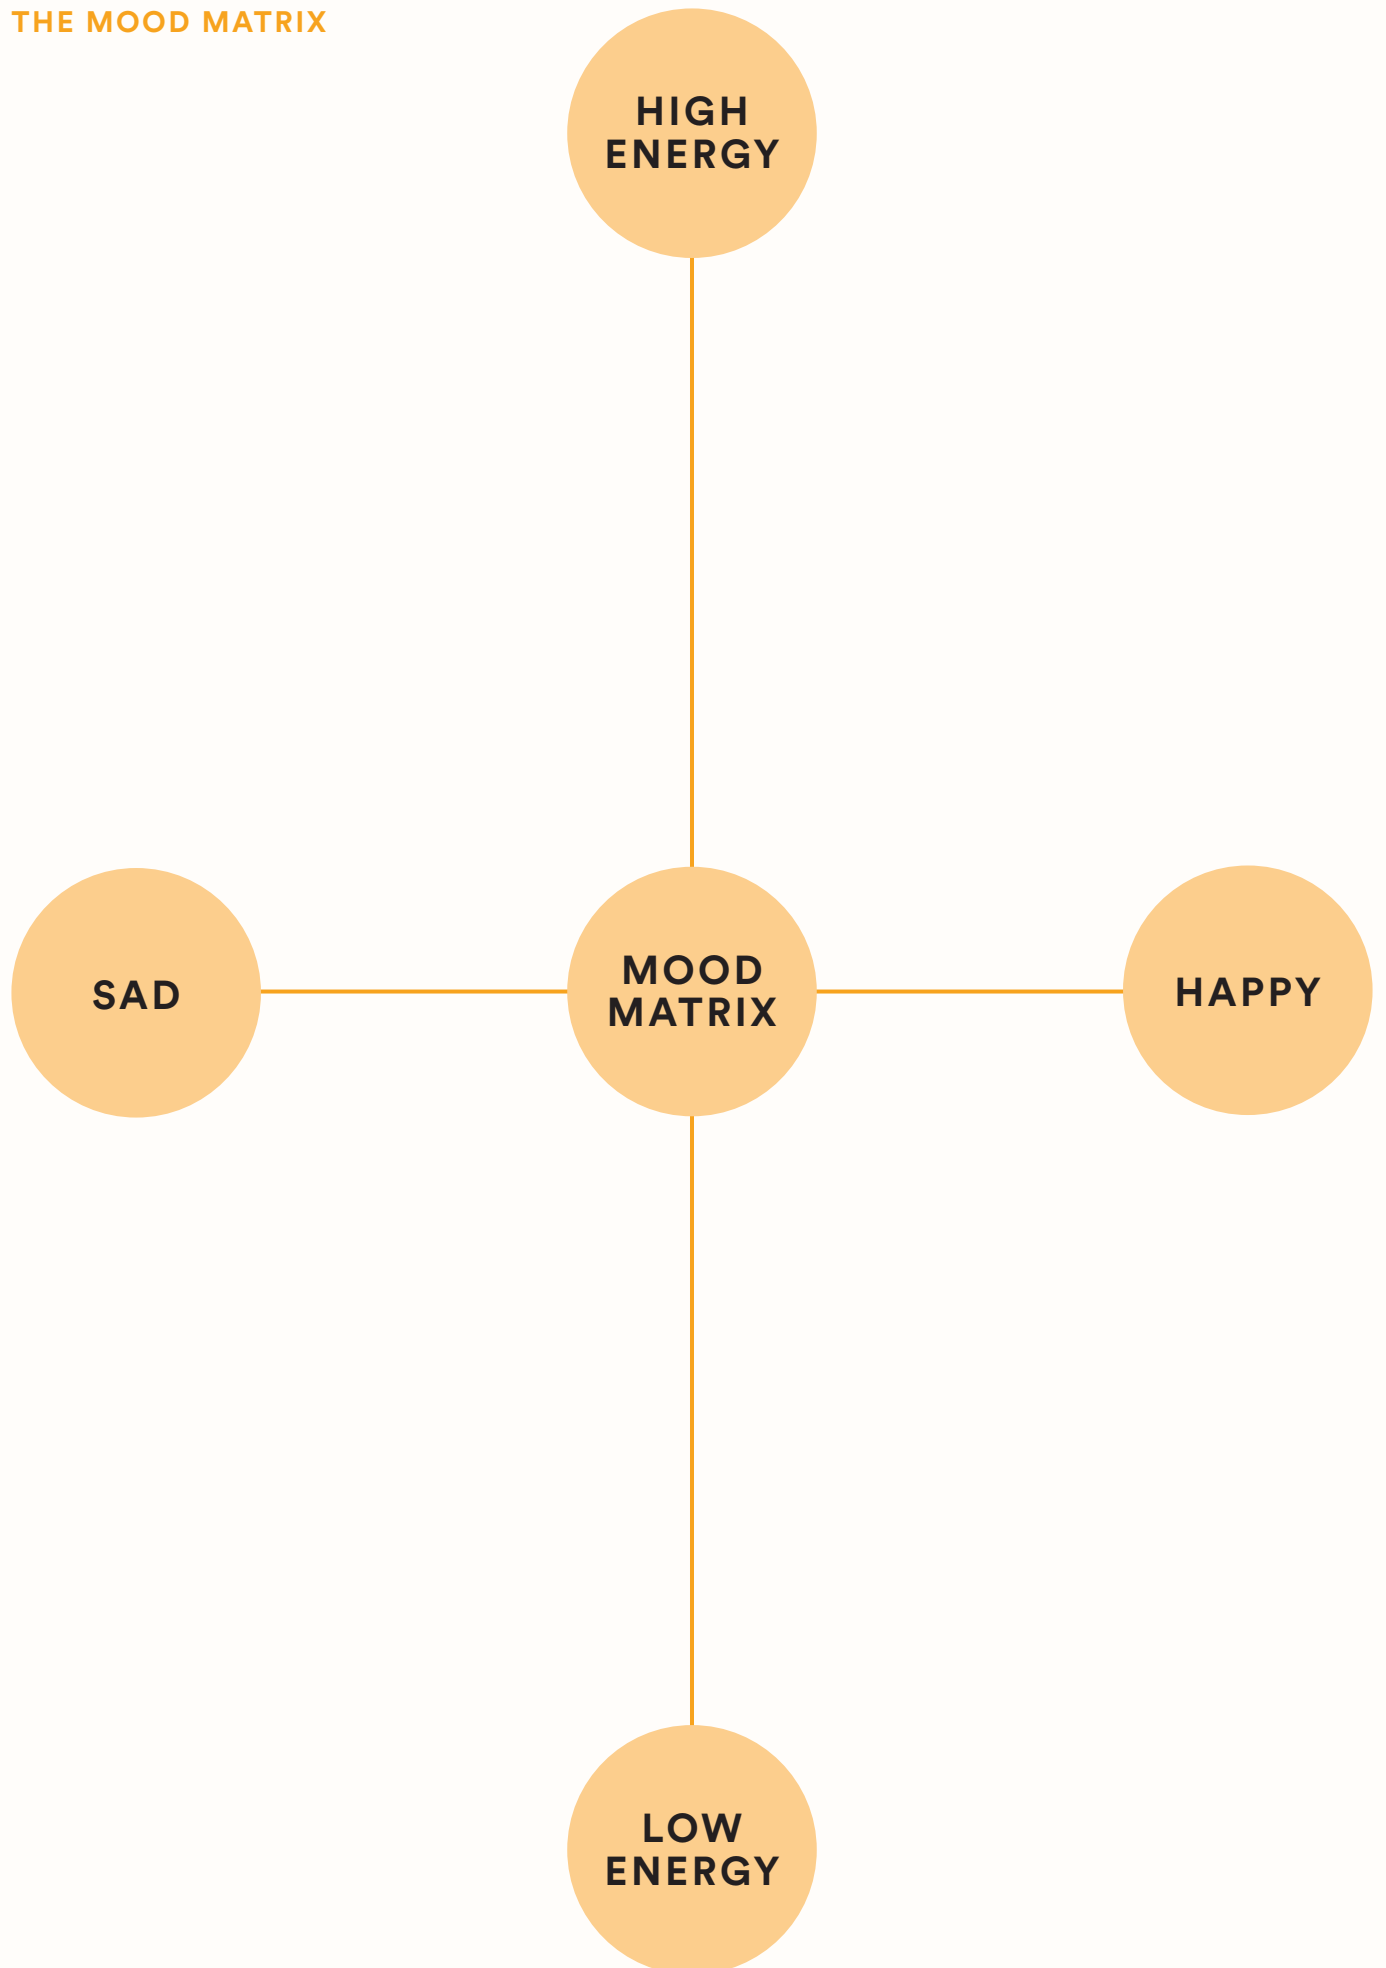 THE MOOD MATRIX
HIGH
ENERGY
SAD
MOOD
MATRIX
HAPPY
LOW
ENERGY